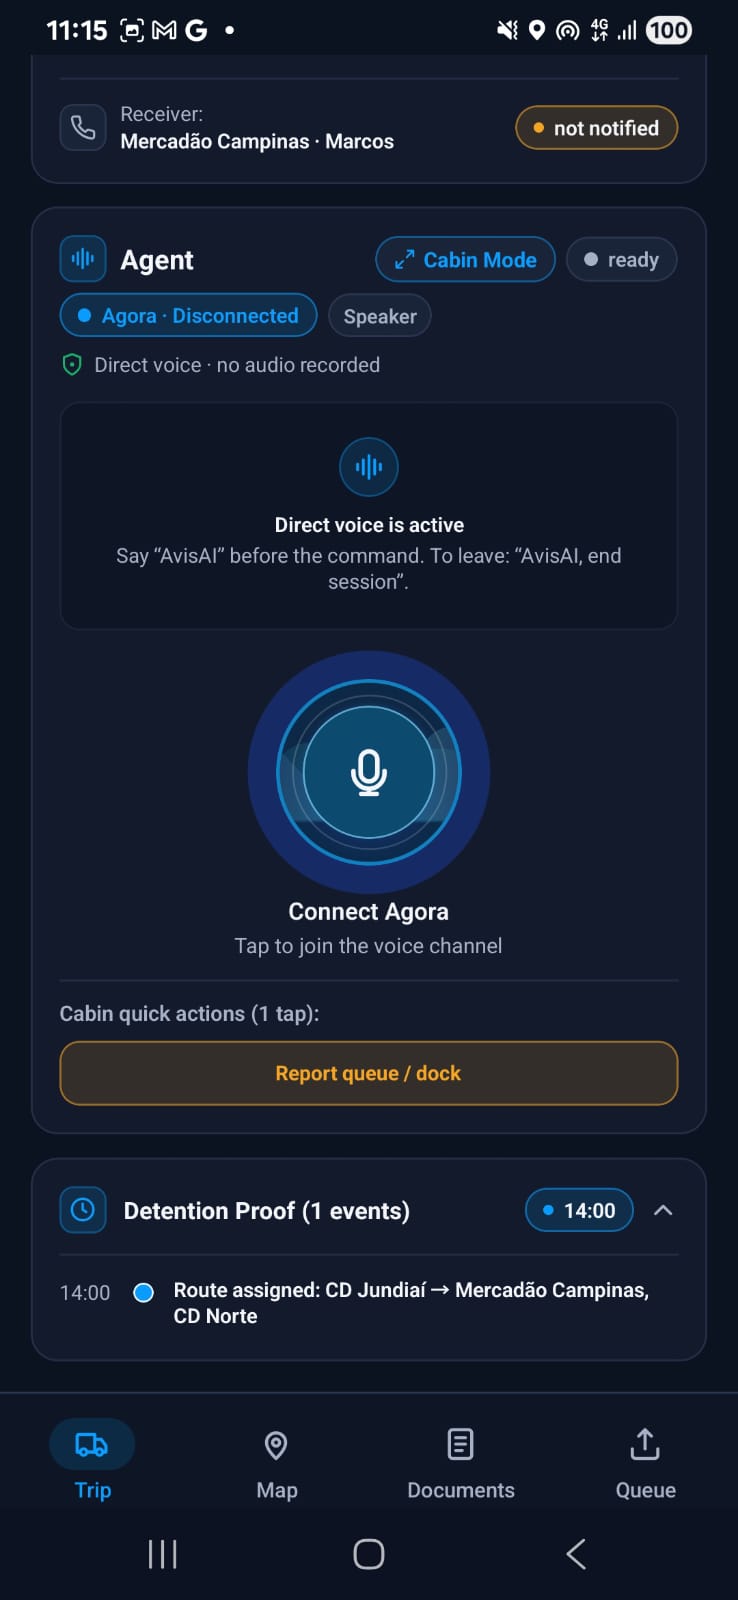 11:15
4G
100
Receiver:
Mercadão Campinas · Marcos
not notified
Agent
Cabin Mode
ready
Agora · Disconnected
Speaker
Direct voice · no audio recorded
Direct voice is active
Say “AvisAI” before the command. To leave: “AvisAI, end
session”.
Connect Agora
Tap to join the voice channel
Cabin quick actions (1 tap):
Report queue / dock
Detention Proof (1 events)
14:00
14:00
Route assigned: CD Jundiaí → Mercadão Campinas,
CD Norte
Trip
Map
Documents
Queue